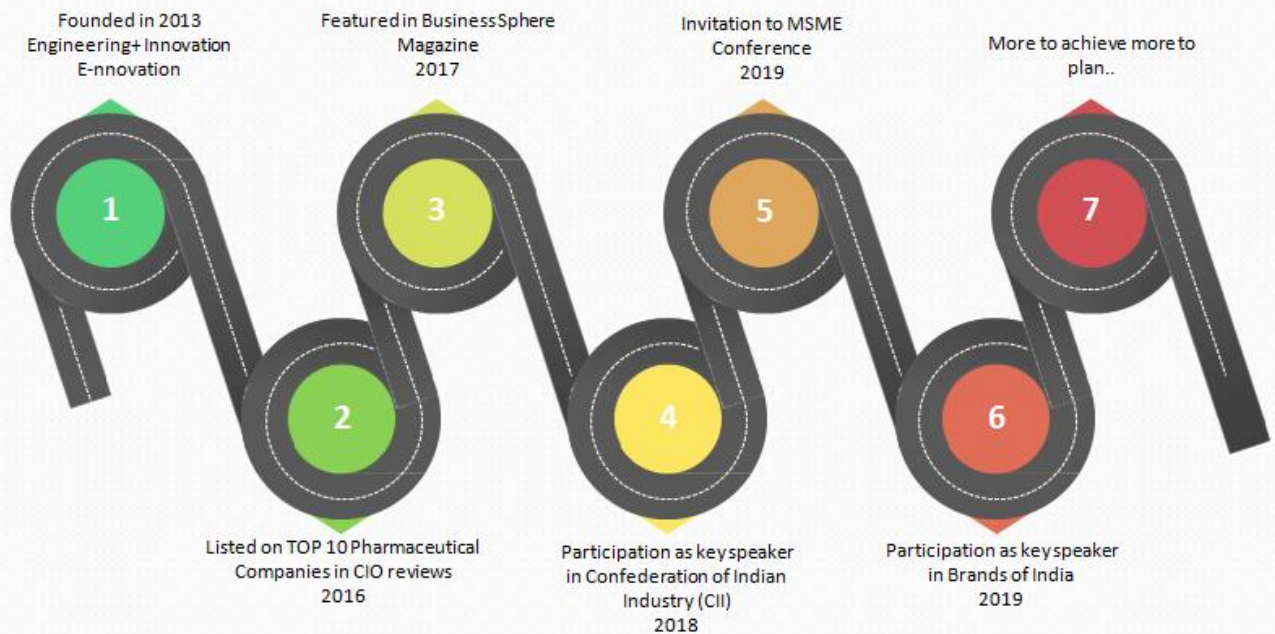 Founded in 2013
Engineering+ Innovation
E-nnovation
1
Listed on TOP 10 Pharmaceutical
Companies in CIO reviews
2016
2
Featured in Business Sphere
Magazine
2017
3
Participation as key speaker
in Confederation of Indian
Industry (CII)
2018
4
Invitation to MSME
Conference
2019
5
Participation as key speaker
in Brands of India
2019
6
More to achieve more to
plan..
7